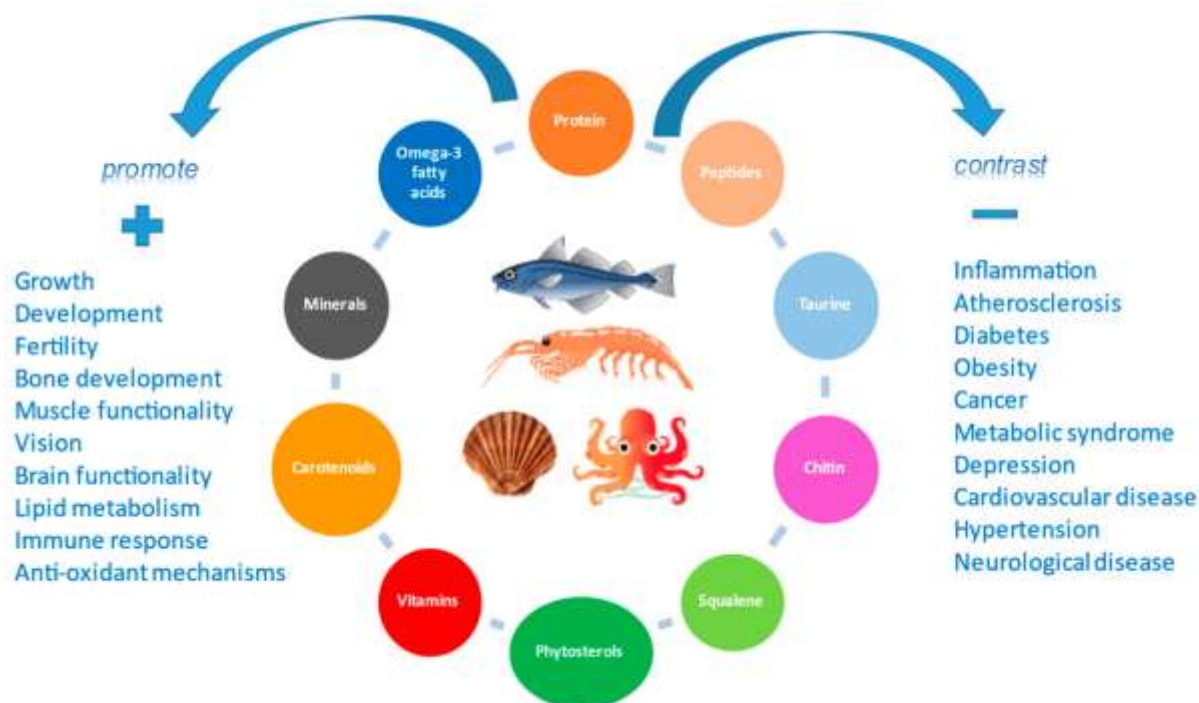 promote
Growth
Development
Fertility
Bone development
Muscle functionality
Vision
Brain functionality
Lipid metabolism
Immune response
Anti-oxidant mechanisms
Protein
Peptides
Taurine
Chitin
Squalene
Phytosterols
Vitamins
Carotenoids
Minerals
Omega-3
fatty
acids
contrast
Inflammation
Atherosclerosis
Diabetes
Obesity
Cancer
Metabolic syndrome
Depression
Cardiovascular disease
Hypertension
Neurological disease